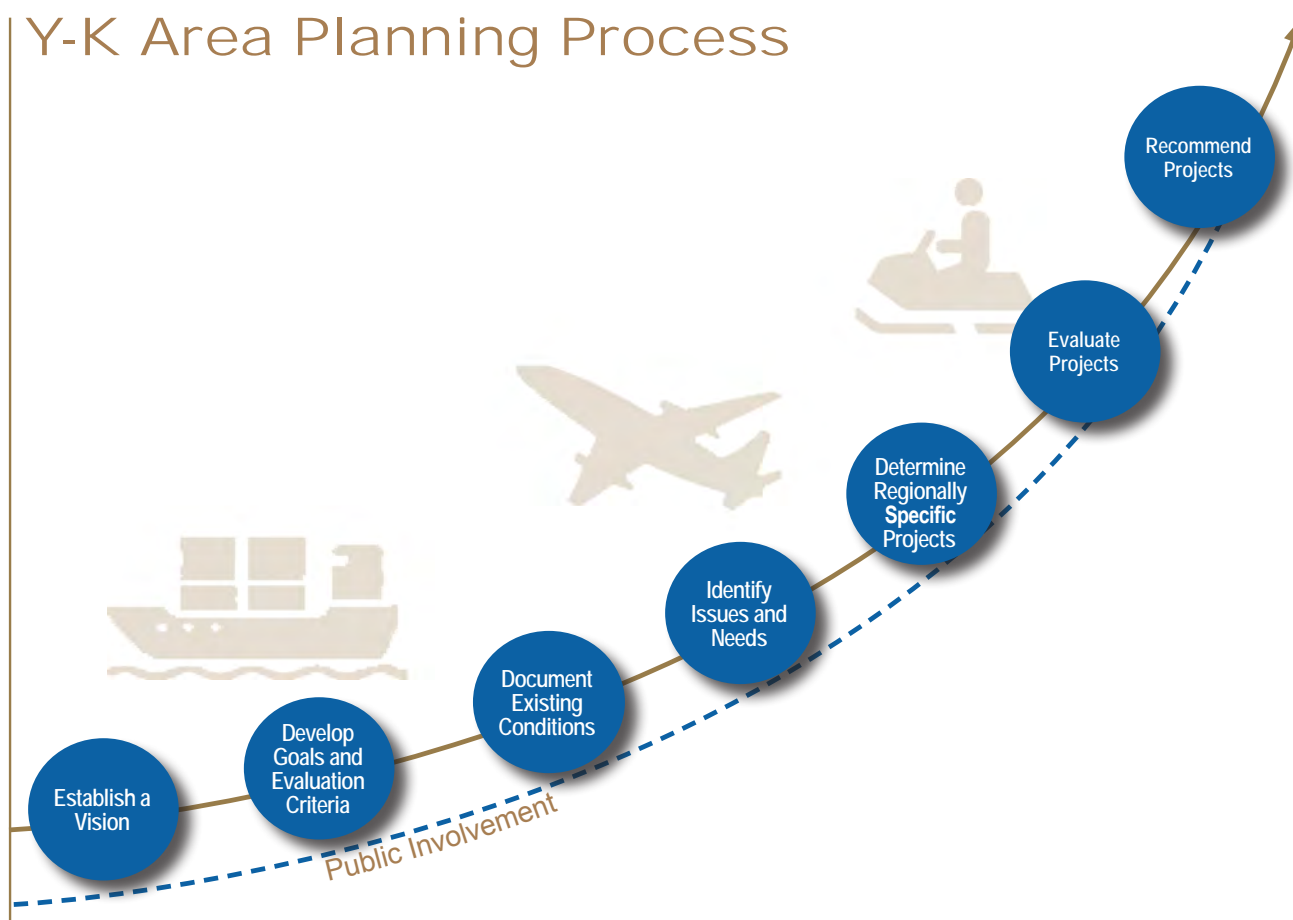 Y-K Area Planning Process
Establish a
Vision
Develop
Goals and
Evaluation
Criteria
Document
Existing
Conditions
Identify
Issues and
Needs
Determine
Regionally
Specific
Projects
Evaluate
Projects
Recommend
Projects
Public Involvement